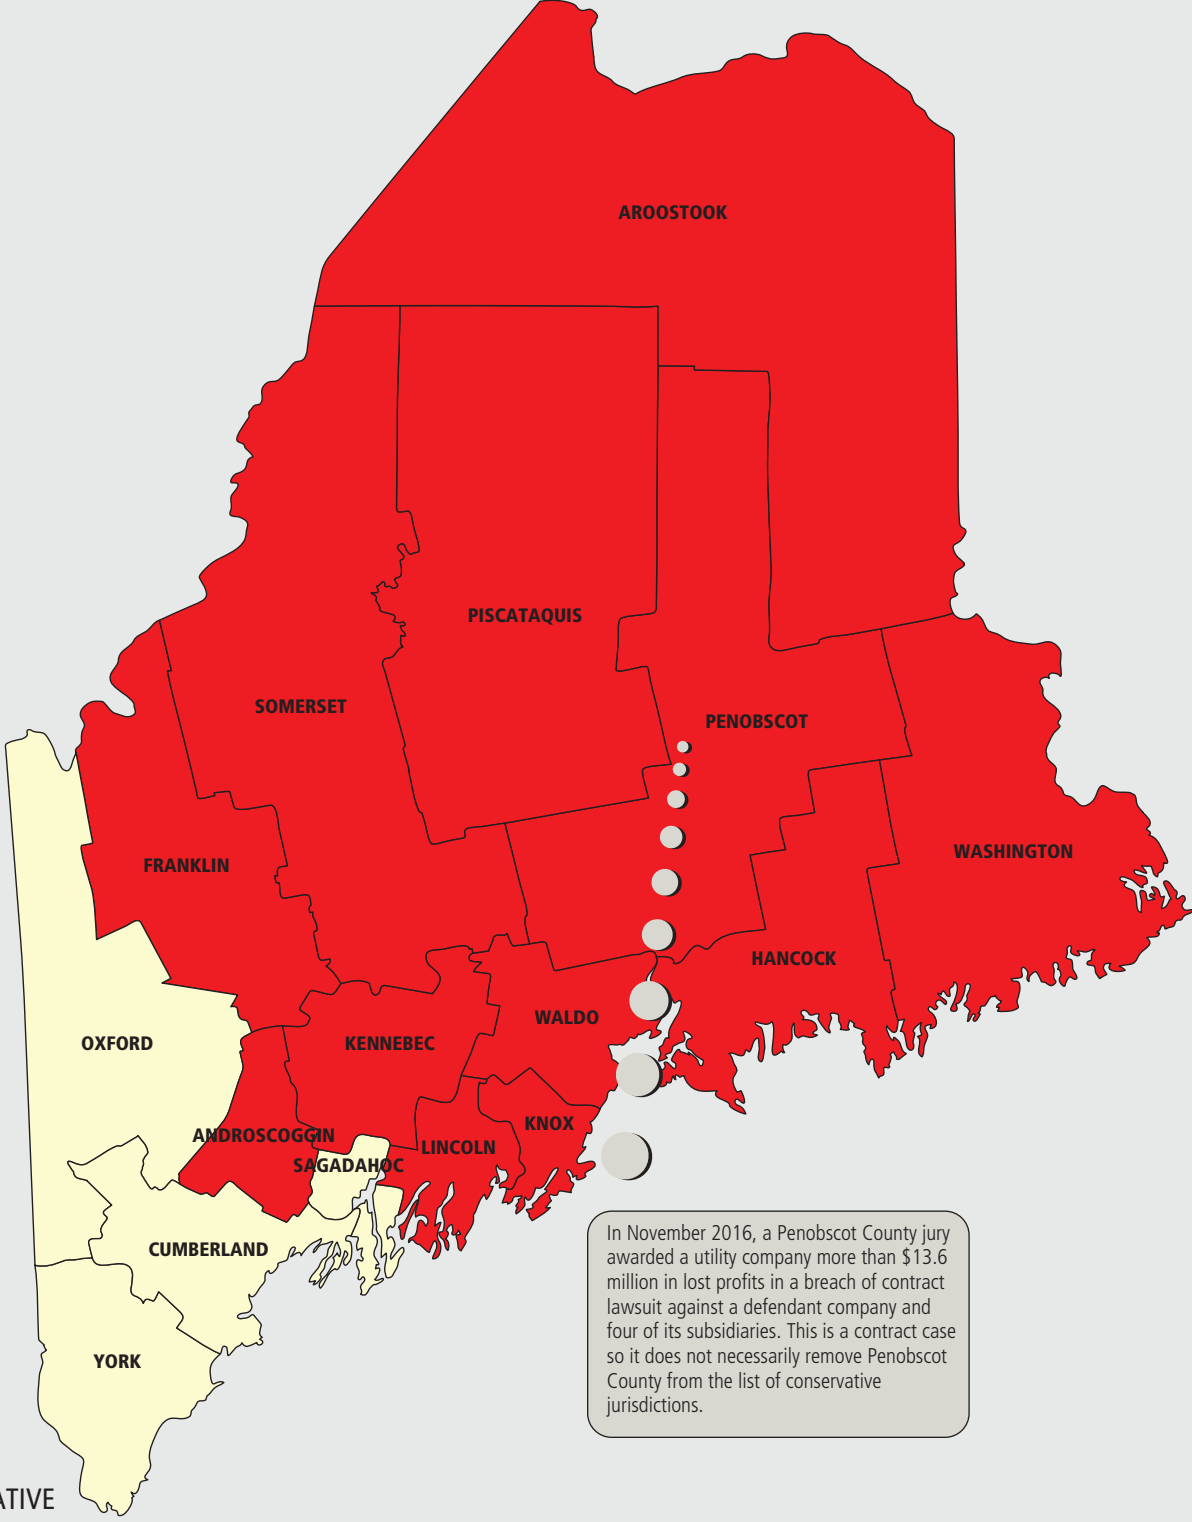 AROOSTOOK
PISCATAQUIS
SOMERSET
PENOBSCOT
FRANKLIN
WASHINGTON
HANCOCK
OXFORD
KENNEBEC
WALDO
ANDROSCOGGIN
KNOX
LINCOLN
SAGADAHOC
CUMBERLAND
YORK
In November 2016, a Penobscot County jury
awarded a utility company more than $13.6
million in lost profits in a breach of contract
lawsuit against a defendant company and
four of its subsidiaries. This is a contract case
so it does not necessarily remove Penobscot
County from the list of conservative
jurisdictions.
ATIVE